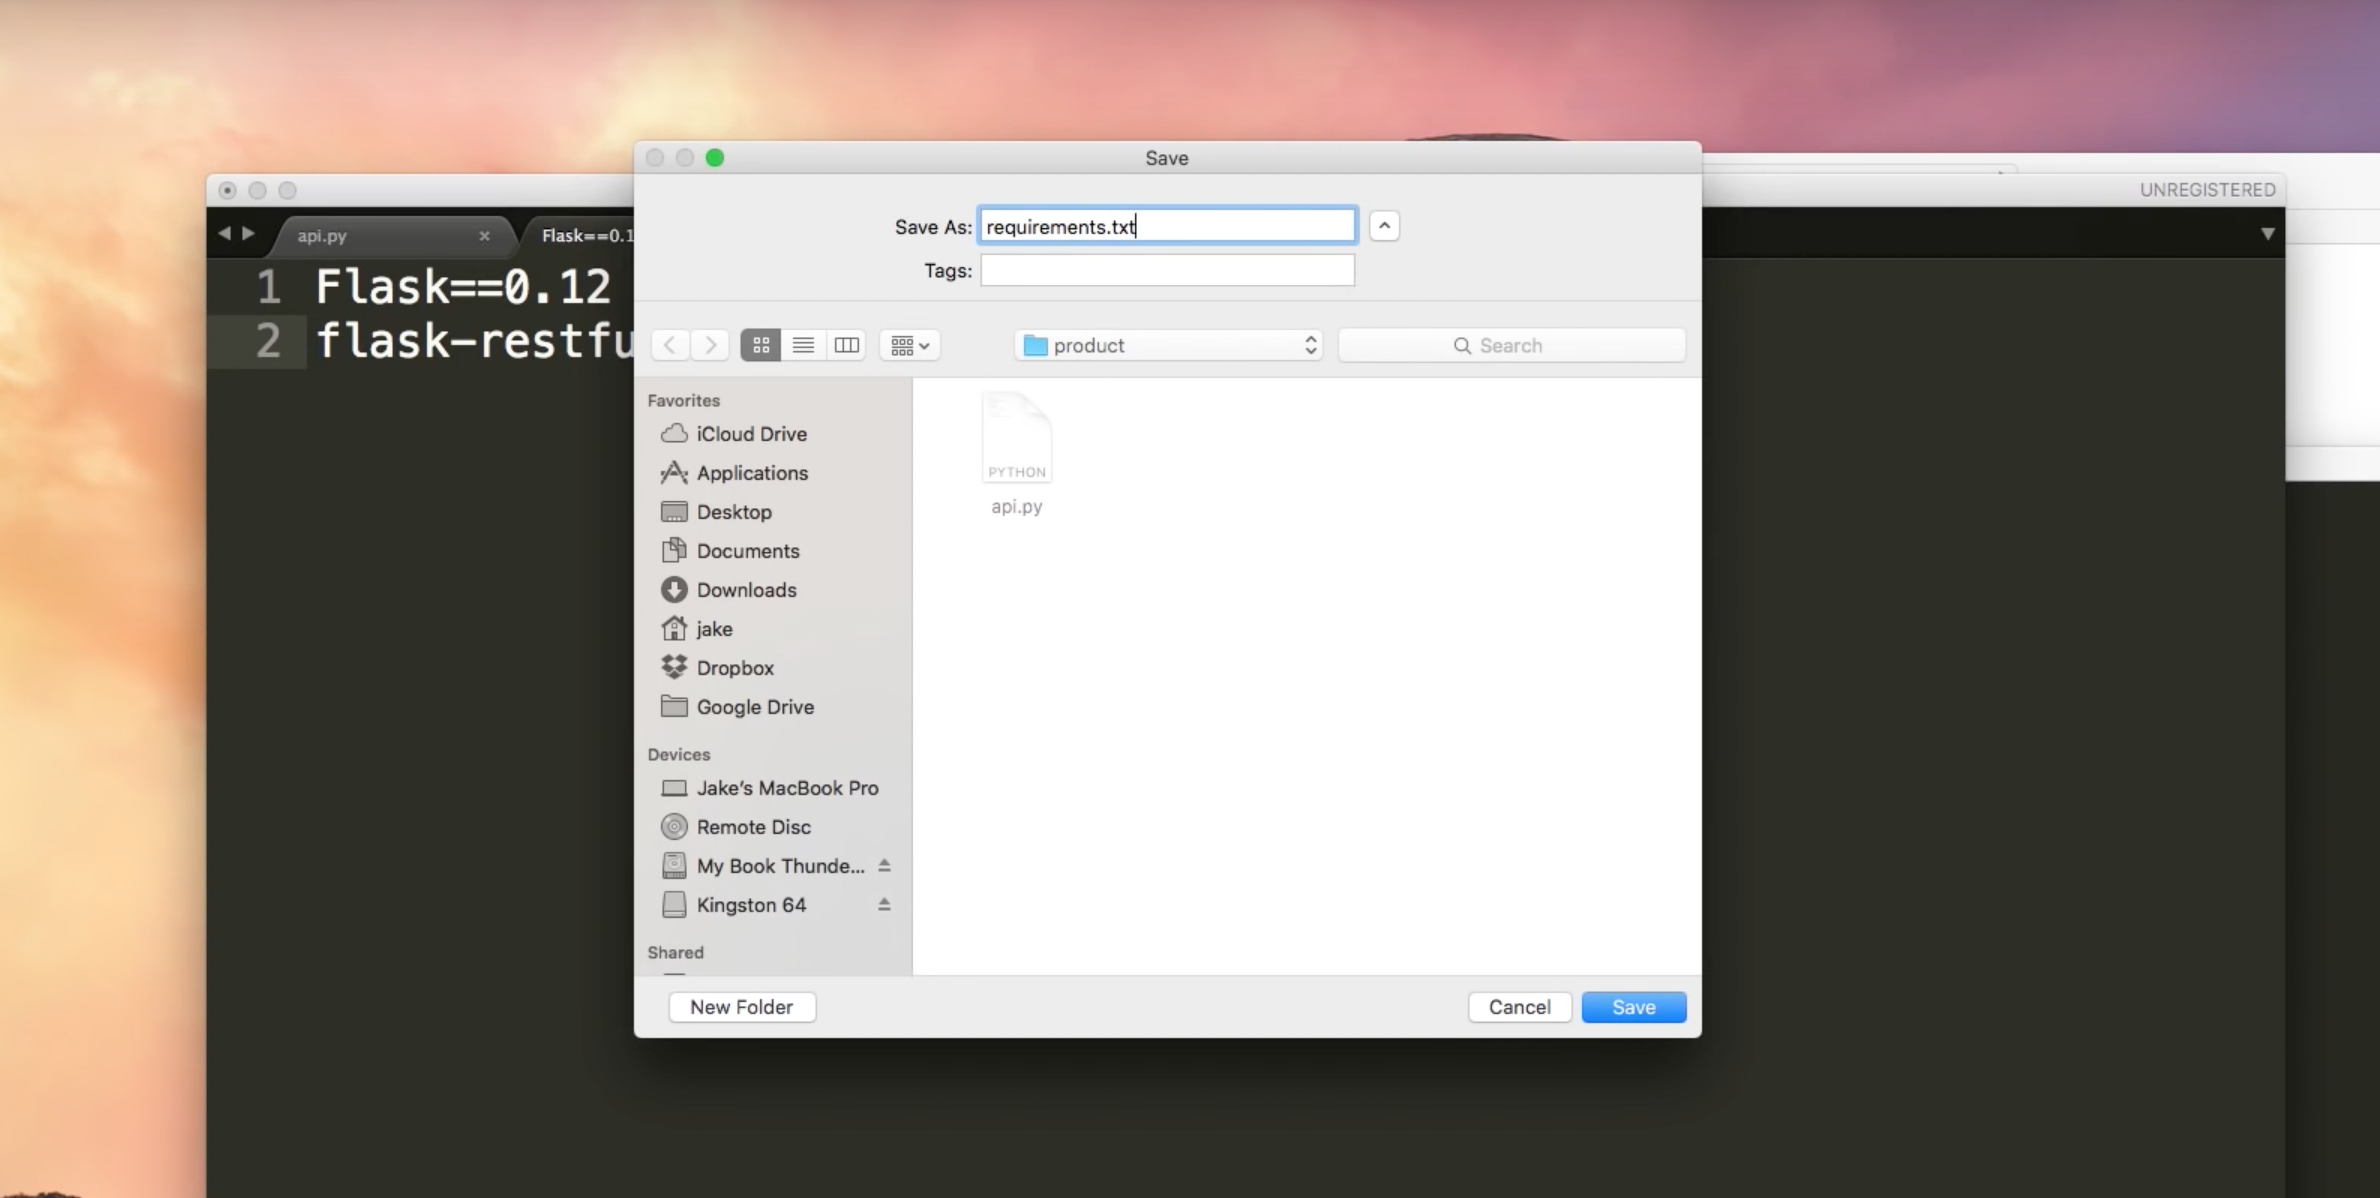 Save
UNREGISTERED
Save As: requirements.txt
Tags:
api.py
Flask==0.1
1 Flask==0.12
2 flask-restfu
product
Search
Favorites
iCloud Drive
Applications
Desktop
Documents
Downloads
jake
Dropbox
Google Drive
Devices
Jake's MacBook Pro
Remote Disc
My Book Thunde...
Kingston 64
Shared
PYTHON
api.py
New Folder
Cancel
Save